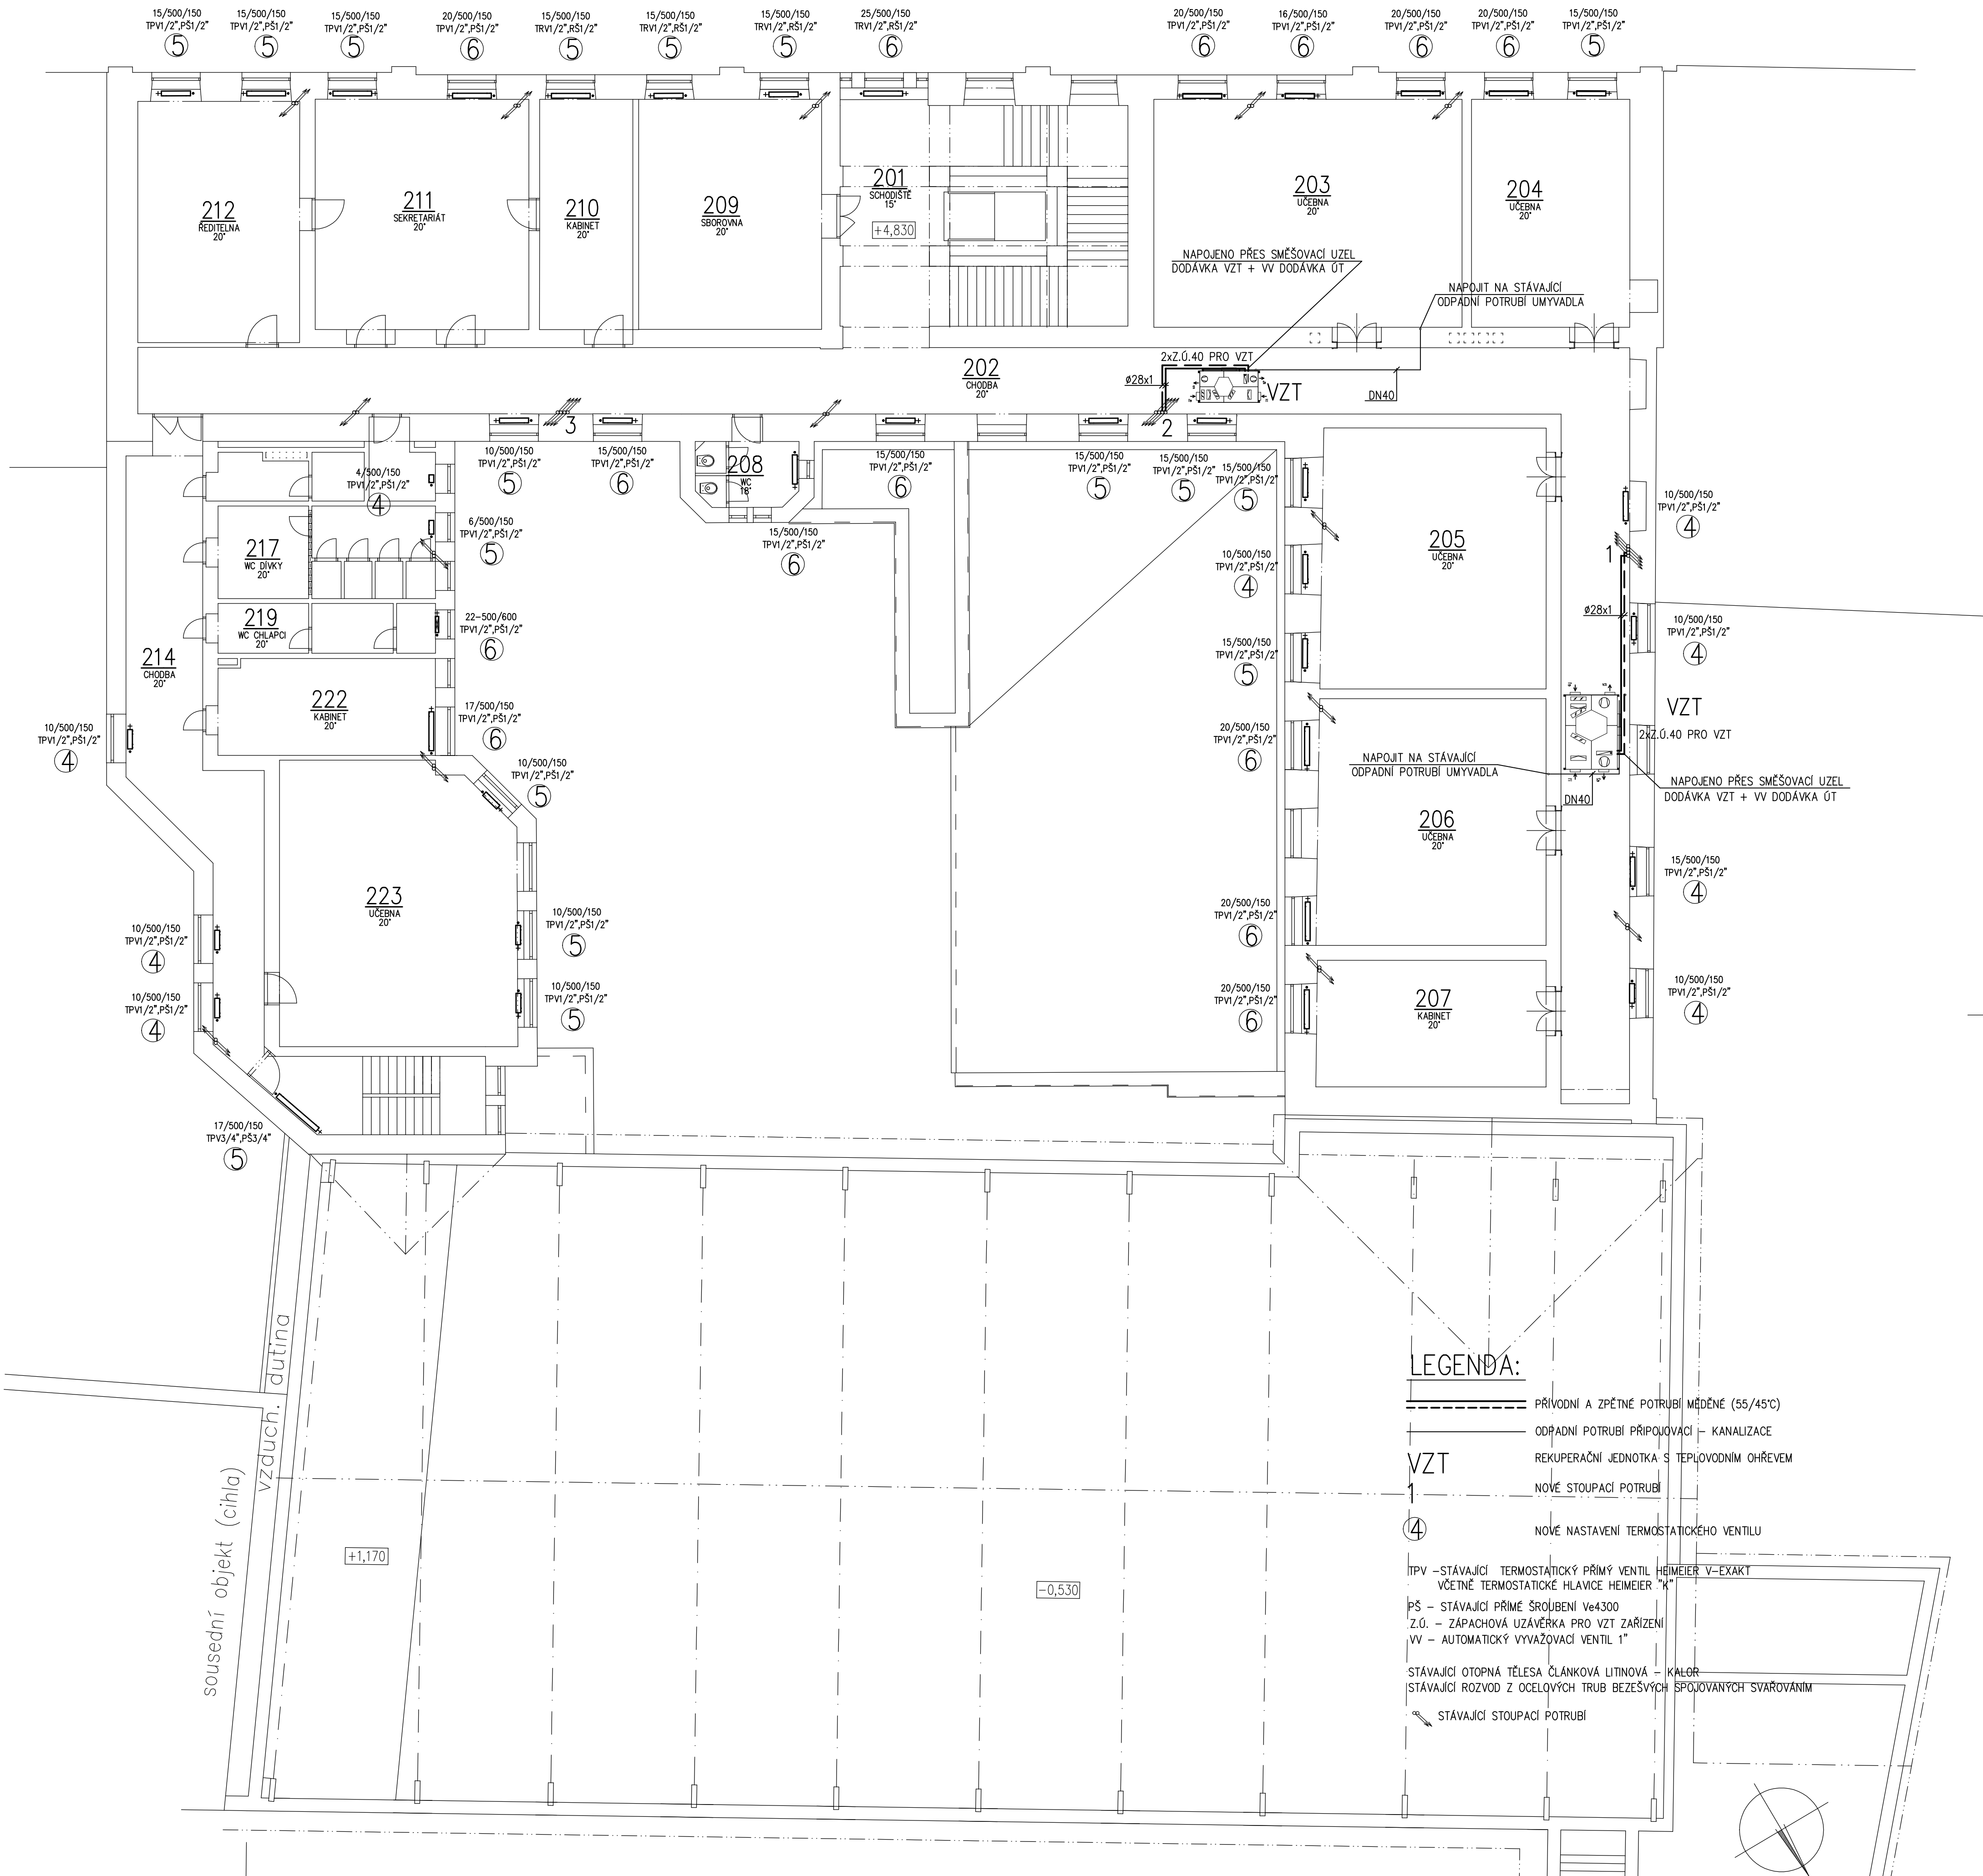 15/500/150
TPV1/2",PŠ1/2"
5
15/500/150
TPV1/2",PŠ1/2"
5
15/500/150
TPV1/2",PŠ1/2"
5
20/500/150
TPV1/2",PŠ1/2"
6
15/500/150
TRV1/2",RŠ1/2"
5
15/500/150
TRV1/2",RŠ1/2"
5
15/500/150
TRV1/2",RŠ1/2"
5
25/500/150
TRV1/2",RŠ1/2"
6
20/500/150
TPV1/2",PŠ1/2"
6
16/500/150
TPV1/2",PŠ1/2"
6
20/500/150
TPV1/2",PŠ1/2"
6
20/500/150
TPV1/2",PŠ1/2"
6
15/500/150
TPV1/2",PŠ1/2"
5
212
ŘEDITELNA
20°
211
SEKRETARIÁT
20°
210
KABINET
20°
209
SBOROVNA
20°
201
SCHODIŠTĚ
15°
+4,830
203
UČEBNA
20°
204
UČEBNA
20°
NAPOJENO PŘES SMĚŠOVACÍ UZEL
DODÁVKA VZT + VV DODÁVKA ÚT
NAPOJIT NA STÁVAJÍCÍ
ODPADNÍ POTRUBÍ UMYVADLA
202
CHODBA
20°
2xZ.Ú.40 PRO VZT
ø28x1
VZT
DN40
3
2
10/500/150
TPV1/2",PŠ1/2"
5
15/500/150
TPV1/2",PŠ1/2"
6
208
WC
18°
15/500/150
TPV1/2",PŠ1/2"
6
15/500/150
TPV1/2",PŠ1/2"
6
15/500/150
TPV1/2",PŠ1/2"
5
15/500/150
TPV1/2",PŠ1/2"
5
15/500/150
TPV1/2",PŠ1/2"
5
4/500/150
TPV1/2",PŠ1/2"
4
6/500/150
TPV1/2",PŠ1/2"
5
217
WC DÍVKY
20°
219
WC CHLAPCI
20°
22-500/600
TPV1/2",PŠ1/2"
6
214
CHODBA
20°
222
KABINET
20°
17/500/150
TPV1/2",PŠ1/2"
6
10/500/150
TPV1/2",PŠ1/2"
4
10/500/150
TPV1/2",PŠ1/2"
5
223
UČEBNA
20°
10/500/150
TPV1/2",PŠ1/2"
5
10/500/150
TPV1/2",PŠ1/2"
5
10/500/150
TPV1/2",PŠ1/2"
4
10/500/150
TPV1/2",PŠ1/2"
4
17/500/150
TPV3/4",PŠ3/4"
5
10/500/150
TPV1/2",PŠ1/2"
4
15/500/150
TPV1/2",PŠ1/2"
5
20/500/150
TPV1/2",PŠ1/2"
6
20/500/150
TPV1/2",PŠ1/2"
6
20/500/150
TPV1/2",PŠ1/2"
6
205
UČEBNA
20°
206
UČEBNA
20°
207
KABINET
20°
NAPOJIT NA STÁVAJÍCÍ
ODPADNÍ POTRUBÍ UMYVADLA
10/500/150
TPV1/2",PŠ1/2"
4
1
ø28x1
10/500/150
TPV1/2",PŠ1/2"
4
VZT
2xZ.Ú.40 PRO VZT
NAPOJENO PŘES SMĚŠOVACÍ UZEL
DODÁVKA VZT + VV DODÁVKA ÚT
DN40
15/500/150
TPV1/2",PŠ1/2"
4
10/500/150
TPV1/2",PŠ1/2"
4
vzduch. dutina
sousední objekt (cihla)
+1,170
-0,530
LEGENDA:
PŘÍVODNÍ A ZPĚTNÉ POTRUBÍ MĚDĚNÉ (55/45°C)
ODPADNÍ POTRUBÍ PŘIPOJOVACÍ – KANALIZACE
VZT REKUPERAČNÍ JEDNOTKA S TEPLOVODNÍM OHŘEVEM
1 NOVÉ STOUPACÍ POTRUBÍ
4 NOVÉ NASTAVENÍ TERMOSTATICKÉHO VENTILU
TPV –STÁVAJÍCÍ TERMOSTATICKÝ PŘÍMÝ VENTIL HEIMEIER V–EXAKT
VČETNĚ TERMOSTATICKÉ HLAVICE HEIMEIER "K"
PŠ – STÁVAJÍCÍ PŘÍMÉ ŠROUBENÍ Ve4300
Z.Ú. – ZÁPACHOVÁ UZÁVĚRKA PRO VZT ZAŘÍZENÍ
VV – AUTOMATICKÝ VYVAŽOVACÍ VENTIL 1"
STÁVAJÍCÍ OTOPNÁ TĚLESA ČLÁNKOVÁ LITINOVÁ – KALOR
STÁVAJÍCÍ ROZVOD Z OCELOVÝCH TRUB BEZEŠVÝCH SPOJOVANÝCH SVAŘOVÁNÍM
STÁVAJÍCÍ STOUPACÍ POTRUBÍ